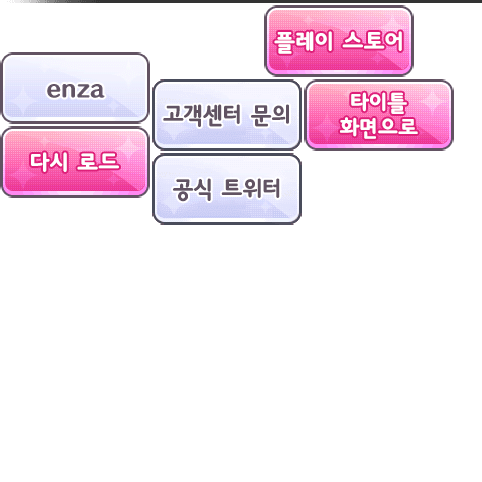 플레이 스토어
enza
고객센터 문의
타이틀
화면으로
다시 로드
공식 트위터